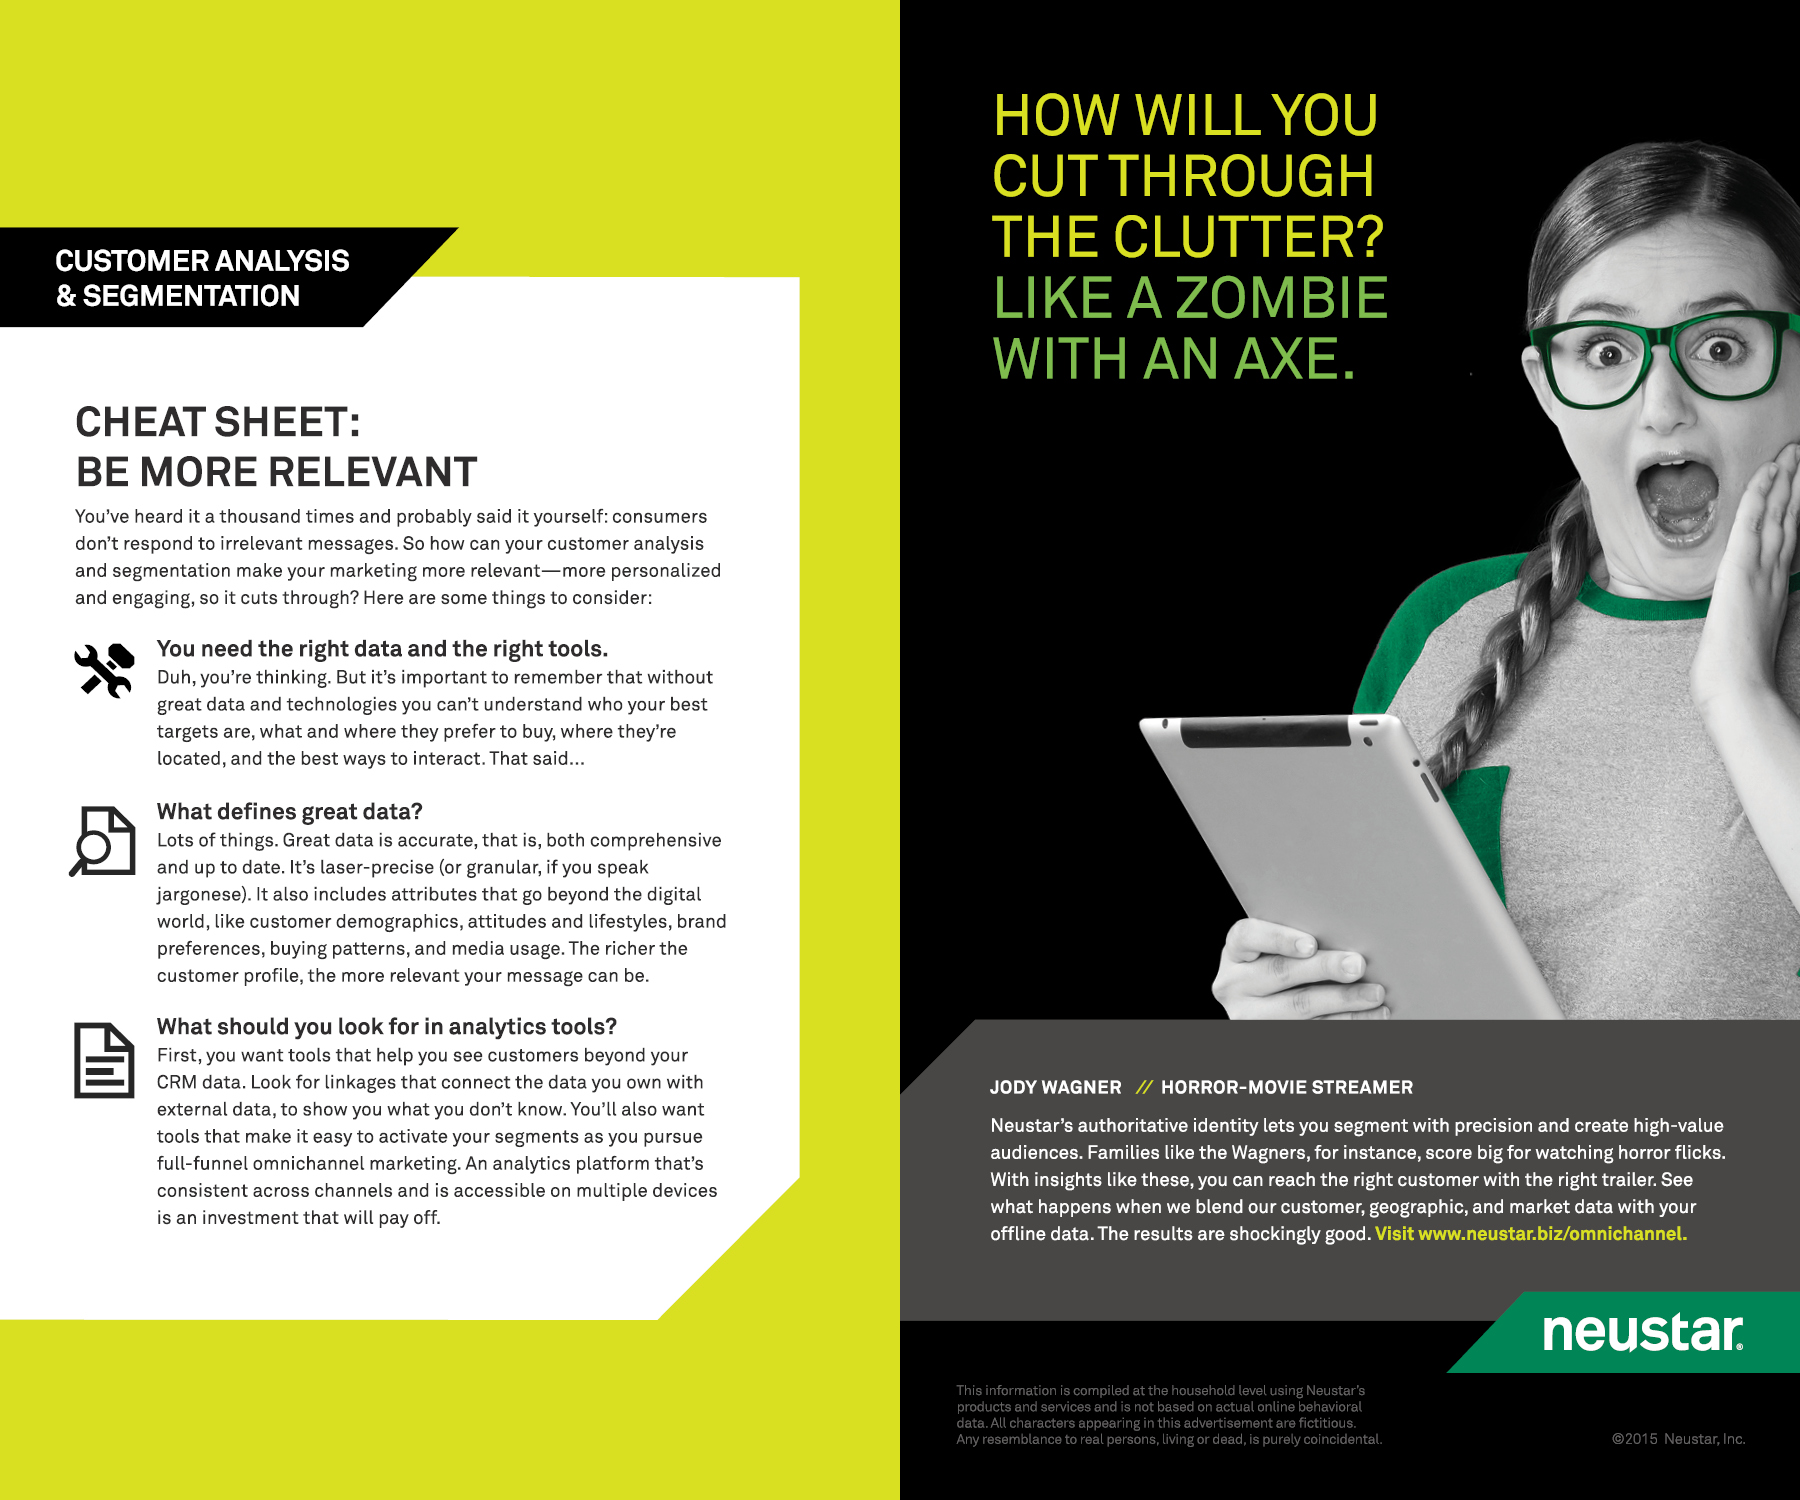 CUSTOMER ANALYSIS
& SEGMENTATION
CHEAT SHEET:
BE MORE RELEVANT
You've heard it a thousand times and probably said it yourself: consumers
don't respond to irrelevant messages. So how can your customer analysis
and segmentation make your marketing more relevant—more personalized
and engaging, so it cuts through? Here are some things to consider:
You need the right data and the right tools.
Duh, you're thinking. But it's important to remember that without
great data and technologies you can't understand who your best
targets are, what and where they prefer to buy, where they're
located, and the best ways to interact. That said...
What defines great data?
Lots of things. Great data is accurate, that is, both comprehensive
and up to date. It's laser-precise (or granular, if you speak
jargonese). It also includes attributes that go beyond the digital
world, like customer demographics, attitudes and lifestyles, brand
preferences, buying patterns, and media usage. The richer the
customer profile, the more relevant your message can be.
What should you look for in analytics tools?
First, you want tools that help you see customers beyond your
CRM data. Look for linkages that connect the data you own with
external data, to show you what you don't know. You'll also want
tools that make it easy to activate your segments as you pursue
full-funnel omnichannel marketing. An analytics platform that's
consistent across channels and is accessible on multiple devices
is an investment that will pay off.
HOW WILL YOU
CUT THROUGH
THE CLUTTER?
LIKE A ZOMBIE
WITH AN AXE.
JODY WAGNER // HORROR-MOVIE STREAMER
Neustar's authoritative identity lets you segment with precision and create high-value
audiences. Families like the Wagners, for instance, score big for watching horror flicks.
With insights like these, you can reach the right customer with the right trailer. See
what happens when we blend our customer, geographic, and market data with your
offline data. The results are shockingly good. Visit www.neustar.biz/omnichannel.
neustar®
This information is compiled at the household level using Neustar's
products and services and is not based on actual online behavioral
data. All characters appearing in this advertisement are fictitious.
Any resemblance to real persons, living or dead, is purely coincidental.
©2015 Neustar, Inc.